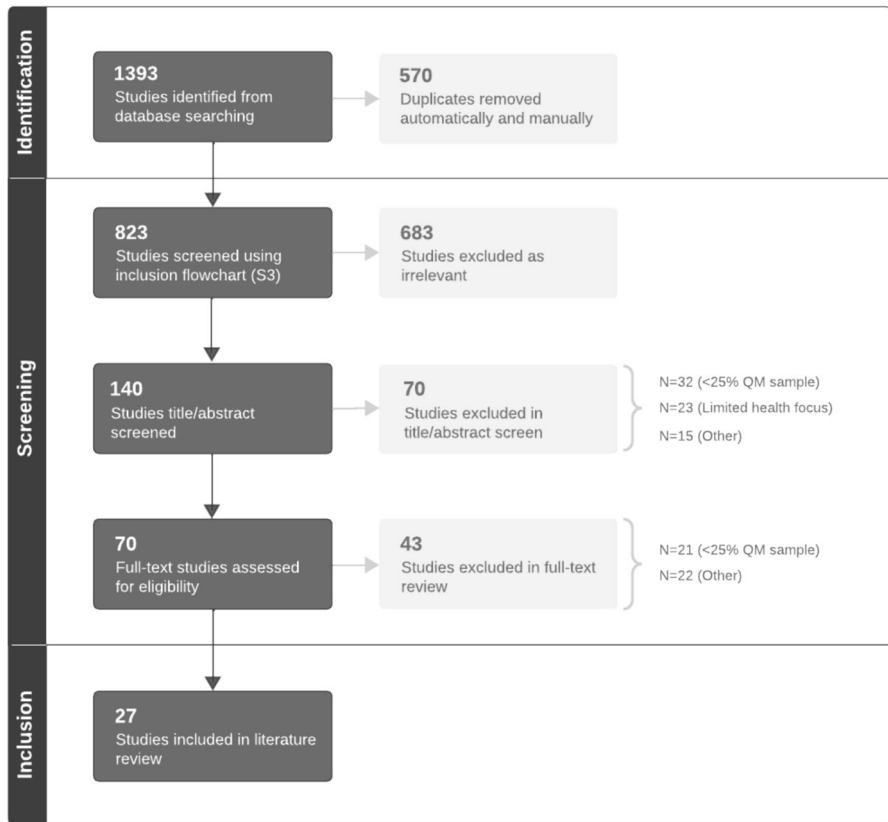 Identification
1393
Studies identified from
database searching
570
Duplicates removed
automatically and manually
Screening
823
Studies screened using
inclusion flowchart (S3)
683
Studies excluded as
irrelevant
140
Studies title/abstract
screened
70
Studies excluded in
title/abstract screen
N=32 (<25% QM sample)
N=23 (Limited health focus)
N=15 (Other)
70
Full-text studies assessed
for eligibility
43
Studies excluded in full-text
review
N=21 (<25% QM sample)
N=22 (Other)
Inclusion
27
Studies included in literature
review